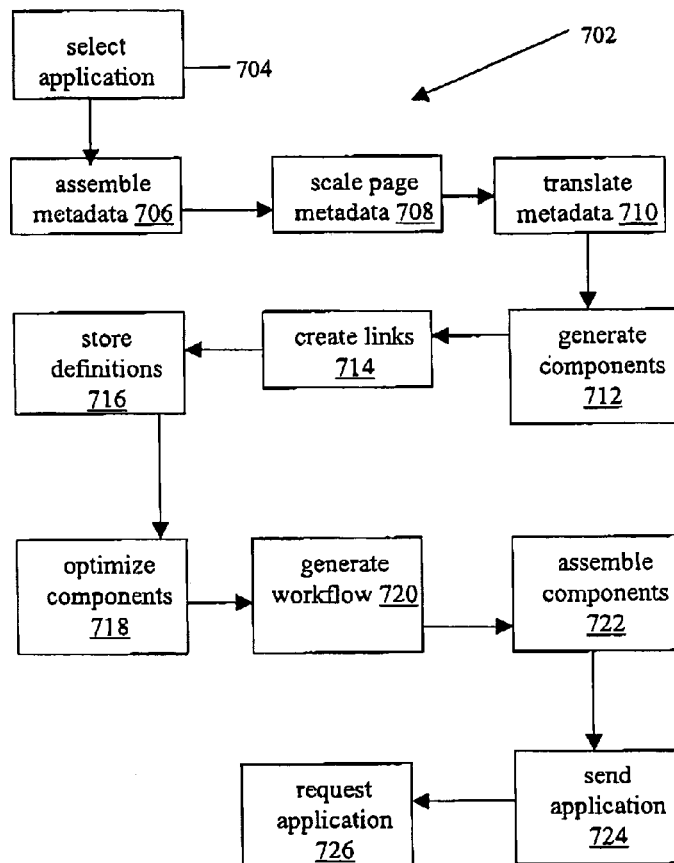 select
application
704
702
assemble
metadata 706
scale page
metadata 708
translate
metadata 710
generate
components
712
create links
714
store
definitions
716
optimize
components
718
generate
workflow 720
assemble
components
722
send
application
724
request
application
726